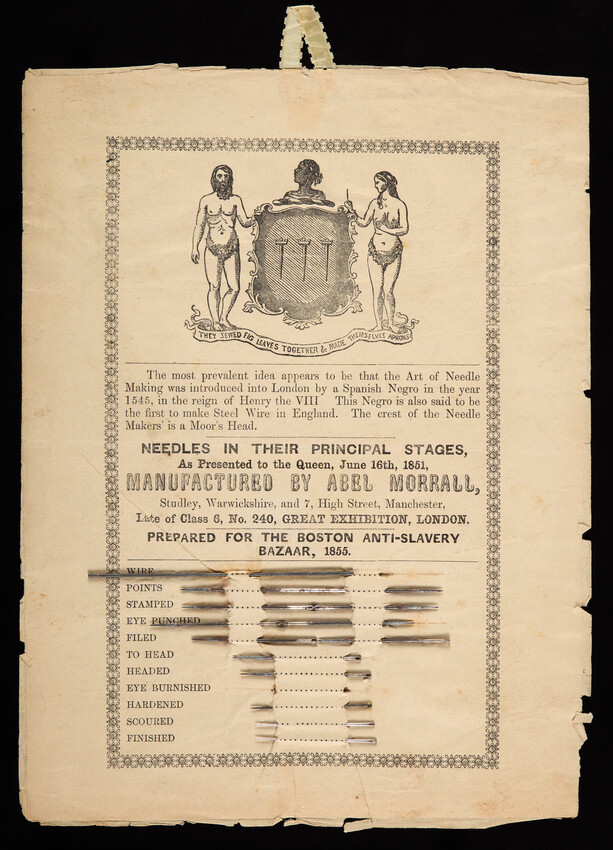 THEY SEWED FIG LEAVES TOGETHER & MADE THEMSELVES APRONS
The most prevalent idea appears to be that the Art of Needle
Making was introduced into London by a Spanish Negro in the year
1545, in the reign of Henry the VIII This Negro is also said to be
the first to make Steel Wire in England. The crest of the Needle
Makers' is a Moor's Head.
NEEDLES IN THEIR PRINCIPAL STAGES,
As Presented to the Queen, June 16th, 1851,
MANUFACTURED BY ABEL MORRALL,
Studley, Warwickshire, and 7, High Street, Manchester,
Late of Class 6, No. 240, GREAT EXHIBITION, LONDON.
PREPARED FOR THE BOSTON ANTI-SLAVERY
BAZAAR, 1855.
WIRE
POINTS
STAMPED
EYE PUNCHED
FILED
TO HEAD
HEADED
EYE BURNISHED
HARDENED
SCOURED
FINISHED